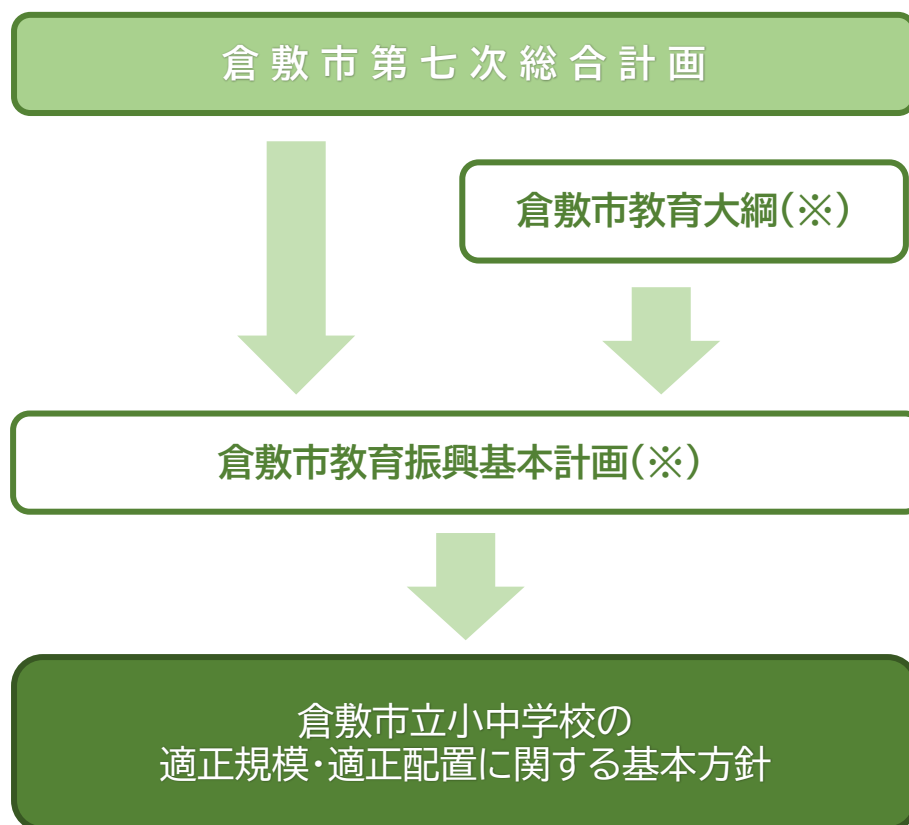 倉敷市第七次総合計画
倉敷市教育大綱(※)
倉敷市教育振興基本計画(※)
倉敷市立小中学校の
適正規模・適正配置に関する基本方針